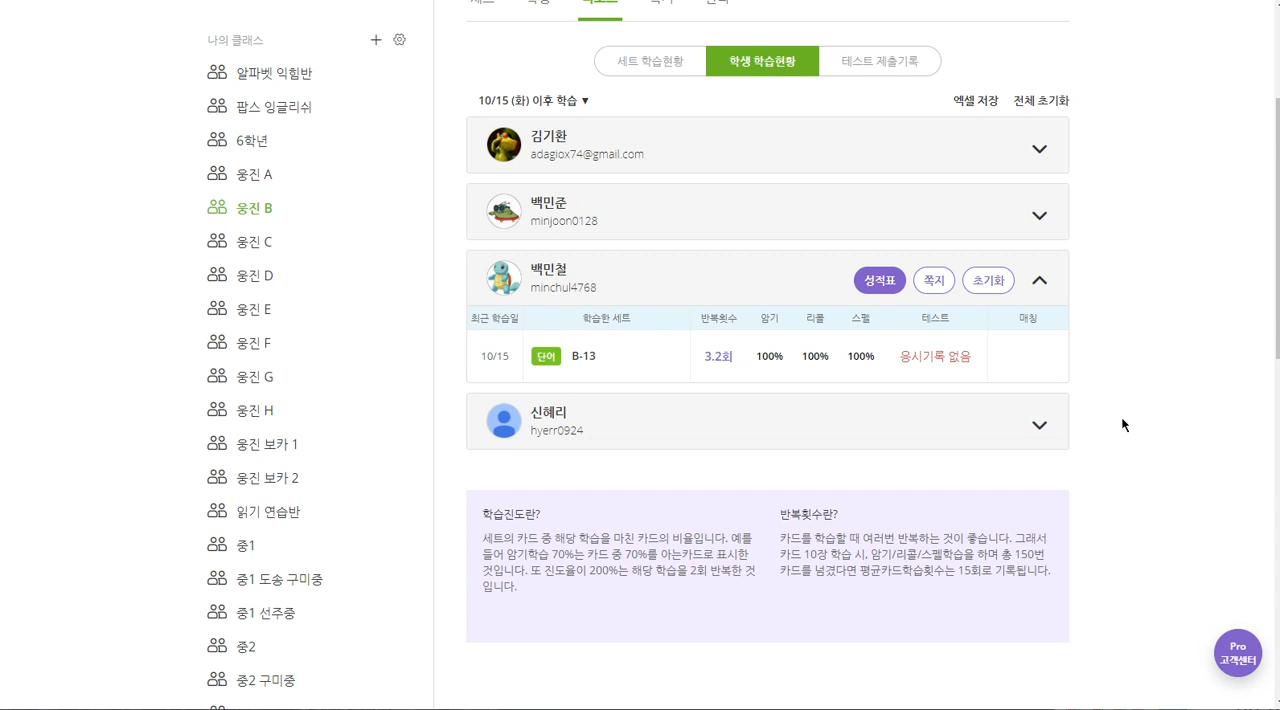 나의 클래스
알파벳 익힘반
팝스 잉글리쉬
6학년
웅진 A
웅진 B
웅진 C
웅진 D
웅진 E
웅진 F
웅진 G
웅진 H
웅진 보카 1
웅진 보카 2
읽기 연습반
중1
중1 도송 구미중
중1 선주중
중2
중2 구미중
세트 학습현황
학생 학습현황
테스트 제출기록
10/15 (화) 이후 학습 ▼
엑셀 저장 전체 초기화
김기환
adagiox74@gmail.com
백민준
minjoon0128
백민철
minchul4768
성적표 쪽지 초기화
최근 학습일 학습한 세트 반복횟수 암기 리콜 스펠 테스트 매칭
10/15 단어 B-13 3.2회 100% 100% 100% 응시기록 없음
신혜리
hyerr0924
학습진도란?
세트의 카드 중 해당 학습을 마친 카드의 비율입니다. 예를
들어 암기학습 70%는 카드 중 70%를 아는카드로 표시한
것입니다. 또 진도율이 200%는 해당 학습을 2회 반복한 것
입니다.
반복횟수란?
카드를 학습할 때 여러번 반복하는 것이 좋습니다. 그래서
카드 10장 학습 시, 암기/리콜/스펠학습을 하며 총 150번
카드를 넘겼다면 평균카드학습횟수는 15회로 기록됩니다.
Pro
고객센터